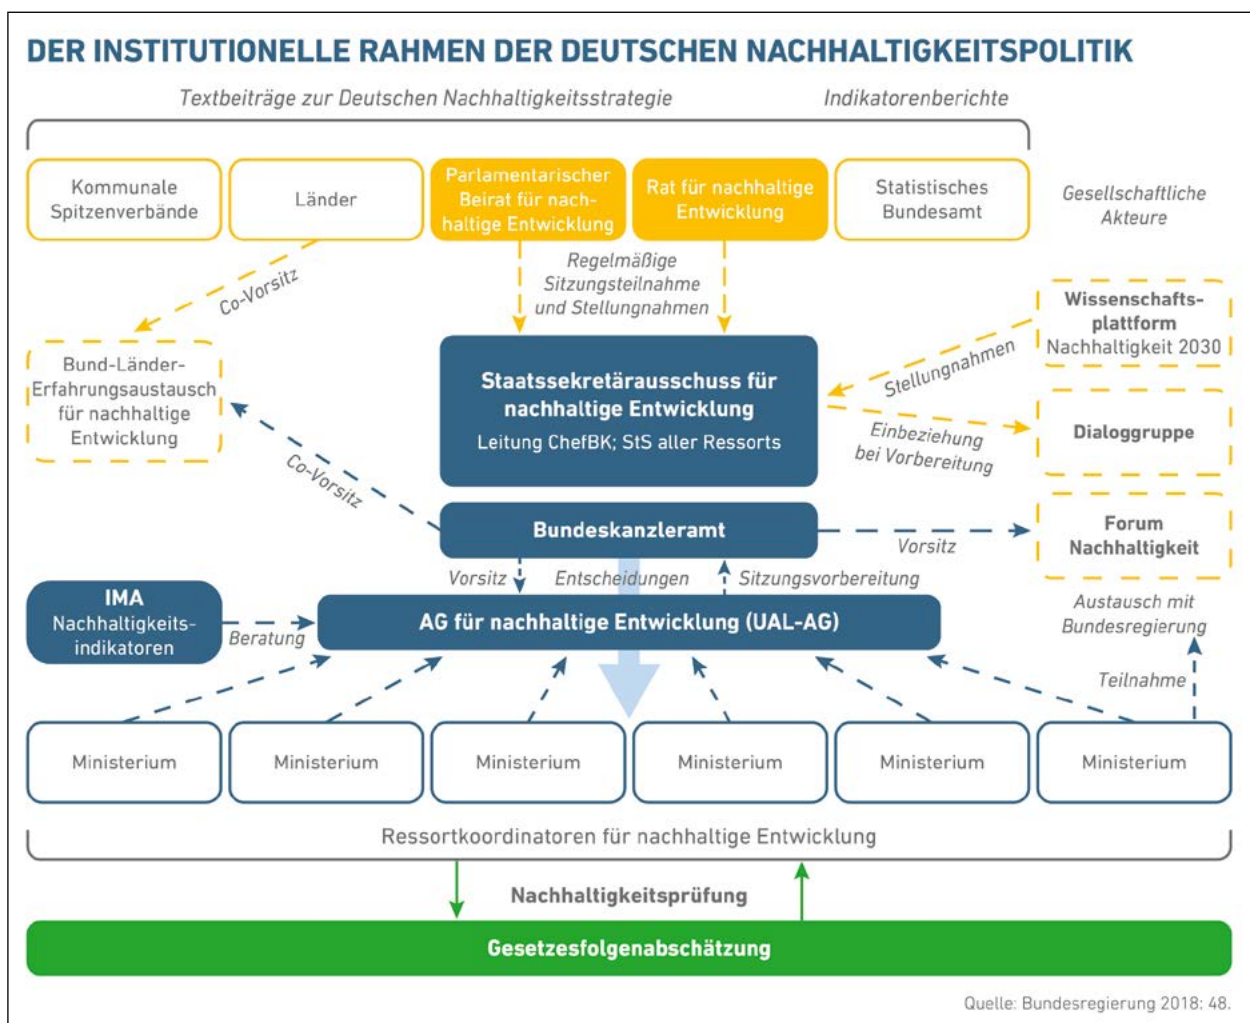 DER INSTITUTIONELLE RAHMEN DER DEUTSCHEN NACHHALTIGKEITSPOLITIK
Textbeiträge zur Deutschen Nachhaltigkeitsstrategie
Indikatorenberichte
Kommunale
Spitzenverbände
Länder
Parlamentarischer
Beirat für nach-
haltige Entwicklung
Rat für nachhaltige
Entwicklung
Statistisches
Bundesamt
Gesellschaftliche
Akteure
Co-Vorsitz
Regelmäßige
Sitzungsteilnahme
und Stellungnahmen
Wissenschafts-
plattform
Nachhaltigkeit 2030
Stellungnahmen
Bund-Länder-
Erfahrungsaustausch
für nachhaltige
Entwicklung
Staatssekretärausschuss für
nachhaltige Entwicklung
Leitung ChefBK; StS aller Ressorts
Einbeziehung
bei Vorbereitung
Dialoggruppe
Co-Vorsitz
Bundeskanzleramt
Vorsitz
Forum
Nachhaltigkeit
Vorsitz
Entscheidungen
Sitzungsvorbereitung
IMA
Nachhaltigkeits-
indikatoren
Beratung
AG für nachhaltige Entwicklung (UAL-AG)
Austausch mit
Bundesregierung
Teilnahme
Ministerium
Ministerium
Ministerium
Ministerium
Ministerium
Ministerium
Ressortkoordinatoren für nachhaltige Entwicklung
Nachhaltigkeitsprüfung
Gesetzesfolgenabschätzung
Quelle: Bundesregierung 2018: 48.